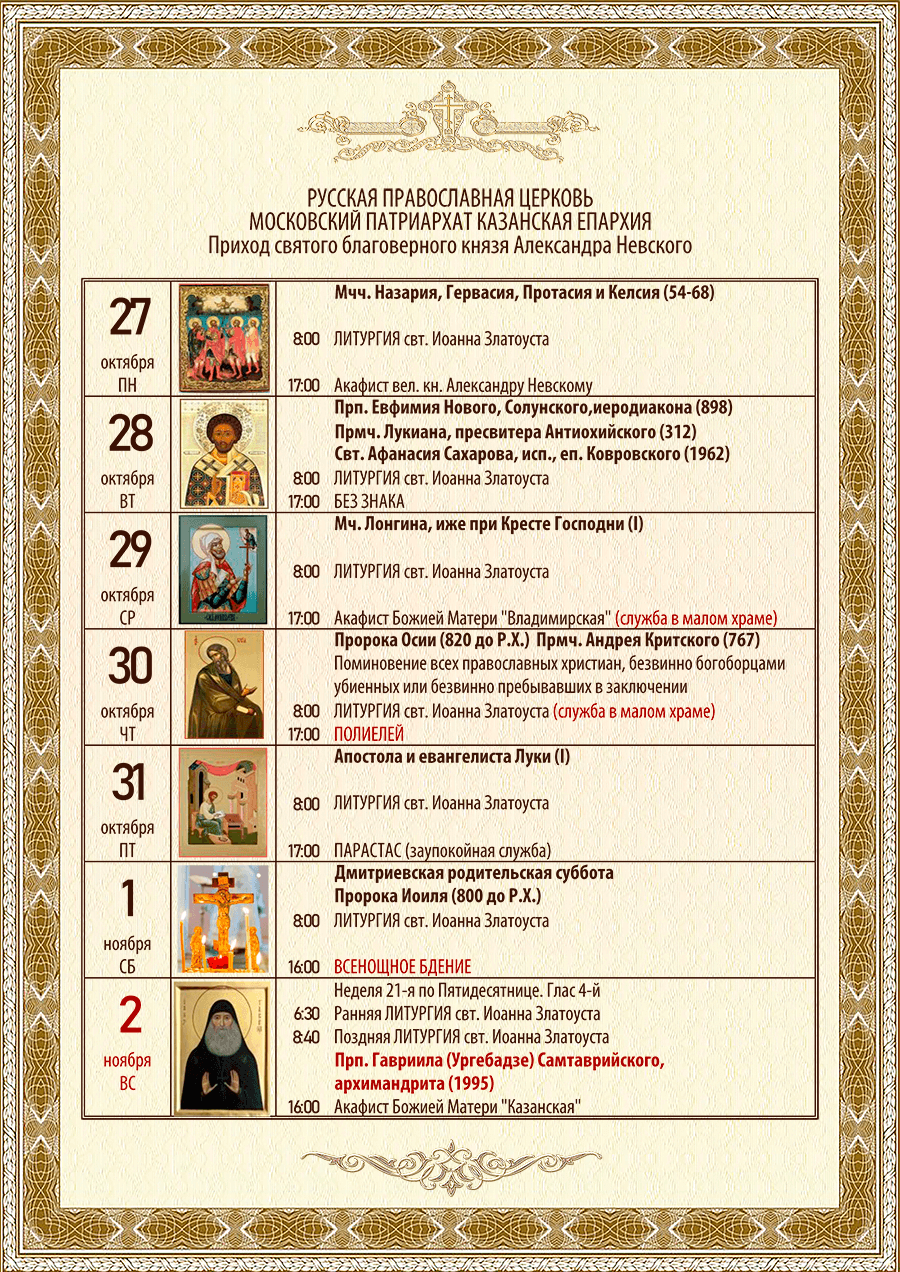 РУССКАЯ ПРАВОСЛАВНАЯ ЦЕРКОВЬ
МОСКОВСКИЙ ПАТРИАРХАТ КАЗАНСКАЯ ЕПАРХИЯ
Приход святого благоверного князя Александра Невского
27
октября
ПН
Мчч. Назария, Гервасия, Протасия и Келсия (54-68)
8:00 ЛИТУРГИЯ свт. Иоанна Златоуста
17:00 Акафист вел. кн. Александру Невскому
28
октября
ВТ
Прп. Евфимия Нового, Солунского,иеродиакона (898)
Прмч. Лукиана, пресвитера Антиохийского (312)
Свт. Афанасия Сахарова, исп., еп. Ковровского (1962)
8:00 ЛИТУРГИЯ свт. Иоанна Златоуста
17:00 БЕЗ ЗНАКА
29
октября
СР
Мч. Лонгина, иже при Кресте Господни (I)
8:00 ЛИТУРГИЯ свт. Иоанна Златоуста
17:00 Акафист Божией Матери "Владимирская" (служба в малом храме)
30
октября
ЧТ
Пророка Осии (820 до Р.Х.) Прмч. Андрея Критского (767)
Поминовение всех православных христиан, безвинно богоборцами
убиенных или безвинно пребывавших в заключении
8:00 ЛИТУРГИЯ свт. Иоанна Златоуста (служба в малом храме)
17:00 ПОЛИЕЛЕЙ
31
октября
ПТ
Апостола и евангелиста Луки (I)
8:00 ЛИТУРГИЯ свт. Иоанна Златоуста
17:00 ПАРАСТАС (заупокойная служба)
1
ноября
СБ
Дмитриевская родительская суббота
Пророка Иоиля (800 до Р.Х.)
8:00 ЛИТУРГИЯ свт. Иоанна Златоуста
16:00 ВСЕНОЩНОЕ БДЕНИЕ
2
ноября
ВС
Неделя 21-я по Пятидесятнице. Глас 4-й
6:30 Ранняя ЛИТУРГИЯ свт. Иоанна Златоуста
8:40 Поздняя ЛИТУРГИЯ свт. Иоанна Златоуста
Прп. Гавриила (Ургебадзе) Самтаврийского,
архимандрита (1995)
16:00 Акафист Божией Матери "Казанская"